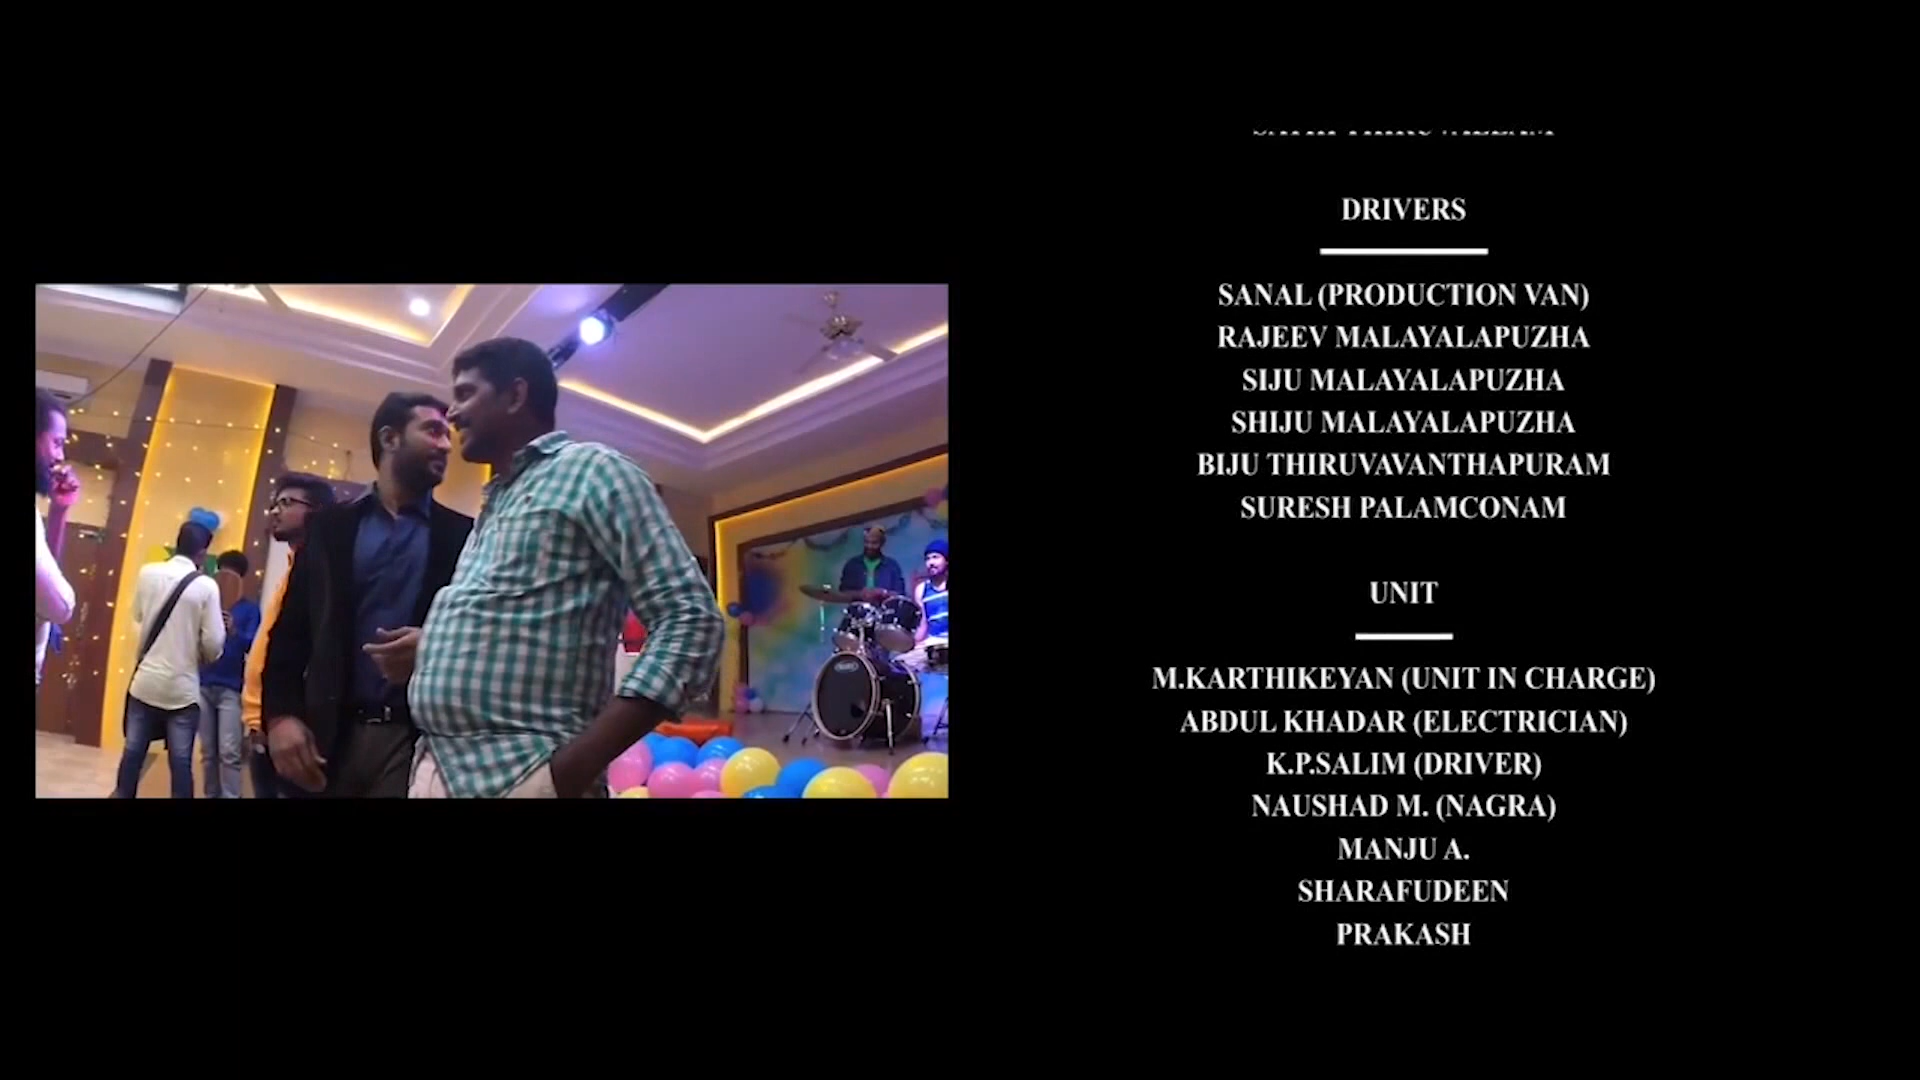 DRIVERS
SANAL (PRODUCTION VAN)
RAJEEV MALAYALAPUZHA
SIJU MALAYALAPUZHA
SHIJU MALAYALAPUZHA
BIJU THIRUVAVANTHAPURAM
SURESH PALAMCONAM
UNIT
M.KARTHIKEYAN (UNIT IN CHARGE)
ABDUL KHADAR (ELECTRICIAN)
K.P.SALIM (DRIVER)
NAUSHAD M. (NAGRA)
MANJU A.
SHARAFUDEEN
PRAKASH